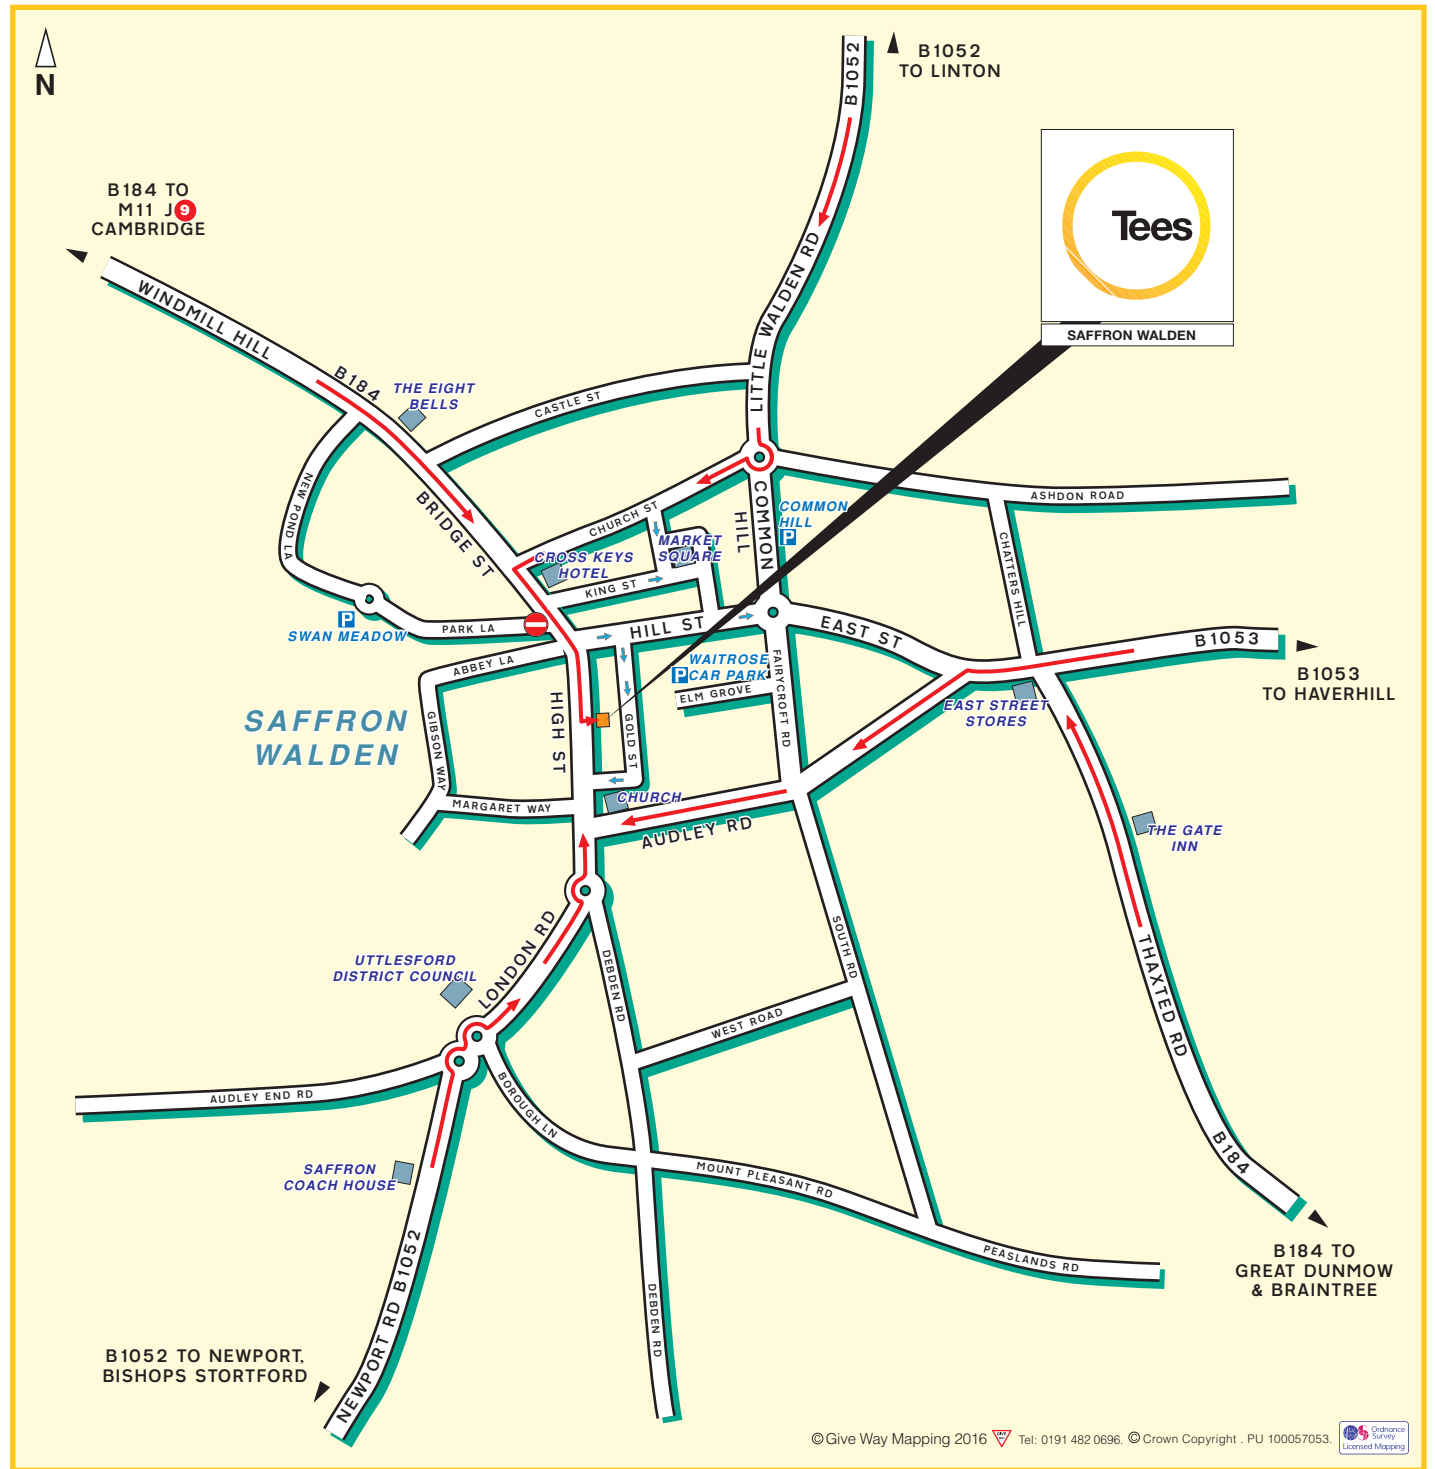 N
B1052
TO LINTON
B1052
B184 TO
M11 J9
CAMBRIDGE
Tees
SAFFRON WALDEN
WINDMILL HILL
B184
THE EIGHT
BELLS
LITTLE WALDEN RD
CASTLE ST
NEW POND LA
BRIDGE ST
CHURCH ST
COMMON
HILL
COMMON
HILL
P
ASHDON ROAD
CHATTERS HILL
CROSS KEYS
HOTEL
MARKET
SQUARE
KING ST
P
SWAN MEADOW
PARK LA
HILL ST
EAST ST
B1053
B1053
TO HAVERHILL
ABBEY LA
WAITROSE
P CAR PARK
ELM GROVE
FAIRYCROFT RD
EAST STREET
STORES
SAFFRON
WALDEN
GIBSON WAY
HIGH ST
GOLD ST
MARGARET WAY
CHURCH
AUDLEY RD
THE GATE
INN
LONDON RD
UTTLESFORD
DISTRICT COUNCIL
DEBDEN RD
SOUTH RD
WEST ROAD
THAXTED RD
AUDLEY END RD
BOROUGH LN
SAFFRON
COACH HOUSE
MOUNT PLEASANT RD
B184
PEASLANDS RD
B184 TO
GREAT DUNMOW
& BRAINTREE
NEWPORT RD B1052
DEBDEN RD
B1052 TO NEWPORT,
BISHOPS STORTFORD
© Give Way Mapping 2016 GIVE WAY Tel: 0191 482 0696. © Crown Copyright . PU 100057053.
Ordnance
Survey
Licensed Mapping